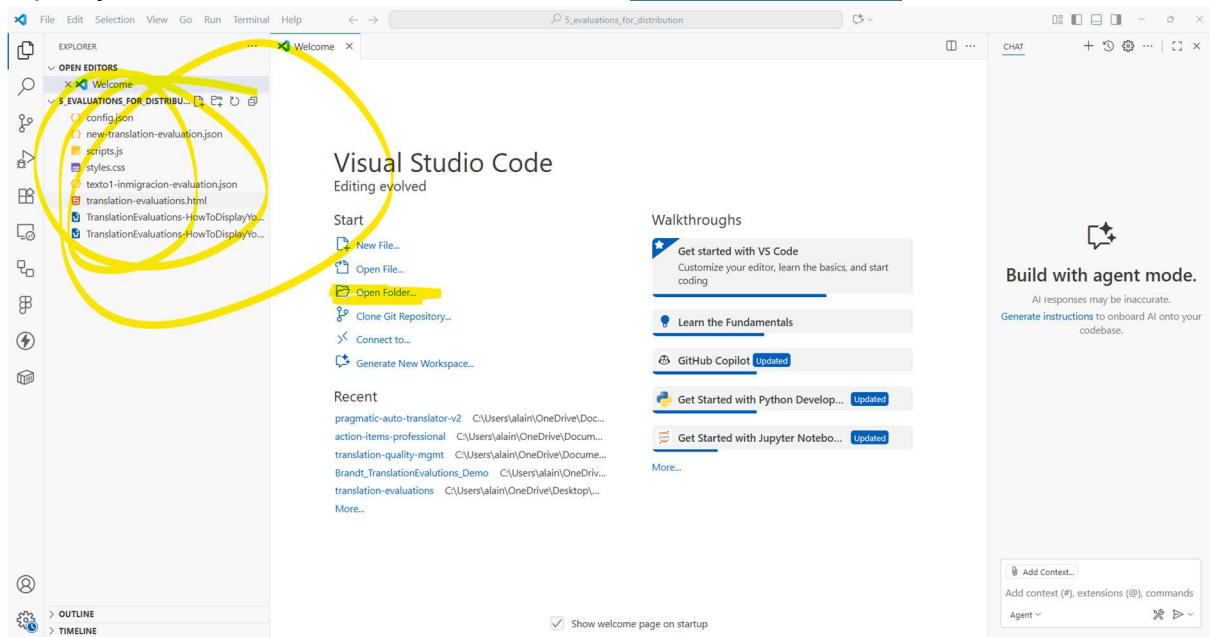 File Edit Selection View Go Run Terminal Help
5_evaluations_for_distribution
EXPLORER
OPEN EDITORS
Welcome
5_EVALUATIONS_FOR_DISTRIBU...
config.json
new-translation-evaluation.json
scripts.js
styles.css
texto1-inmigracion-evaluation.json
translation-evaluations.html
TranslationEvaluations-HowToDisplayYo...
TranslationEvaluations-HowToDisplayYo...
OUTLINE
TIMELINE
Welcome
Visual Studio Code
Editing evolved
Start
New File...
Open File...
Open Folder...
Clone Git Repository...
Connect to...
Generate New Workspace...
Recent
pragmatic-auto-translator-v2 C:\Users\alain\OneDrive\Doc...
action-items-professional C:\Users\alain\OneDrive\Docum...
translation-quality-mgmt C:\Users\alain\OneDrive\Docume...
Brandt_TranslationEvalutions_Demo C:\Users\alain\OneDriv...
translation-evaluations C:\Users\alain\OneDrive\Desktop\...
More...
Walkthroughs
Get started with VS Code
Customize your editor, learn the basics, and start
coding
Learn the Fundamentals
GitHub Copilot Updated
Get Started with Python Develop... Updated
Get Started with Jupyter Notebo... Updated
More...
Show welcome page on startup
CHAT
Build with agent mode.
AI responses may be inaccurate.
Generate instructions to onboard AI onto your
codebase.
Add Context...
Add context (#), extensions (@), commands
Agent